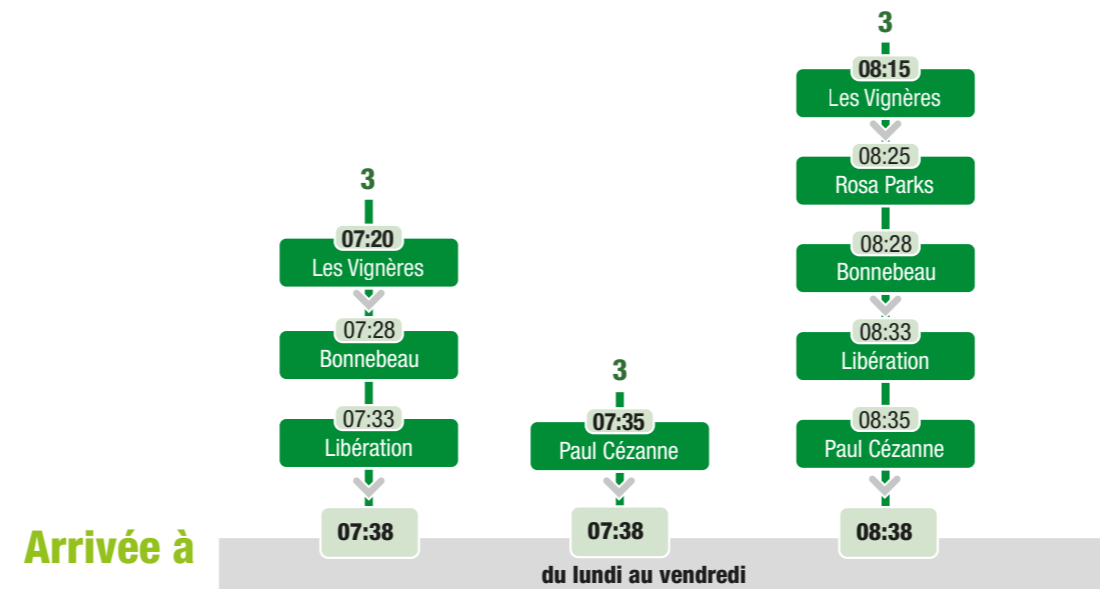 3
07:20
Les Vignères
07:28
Bonnebeau
07:33
Libération
07:38
3
07:35
Paul Cézanne
07:38
3
08:15
Les Vignères
08:25
Rosa Parks
08:28
Bonnebeau
08:33
Libération
08:35
Paul Cézanne
08:38
Arrivée à
du lundi au vendredi